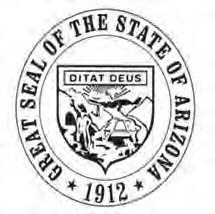 GREAT SEAL OF THE STATE OF ARIZONA
DITAT DEUS
★ 1912 ★